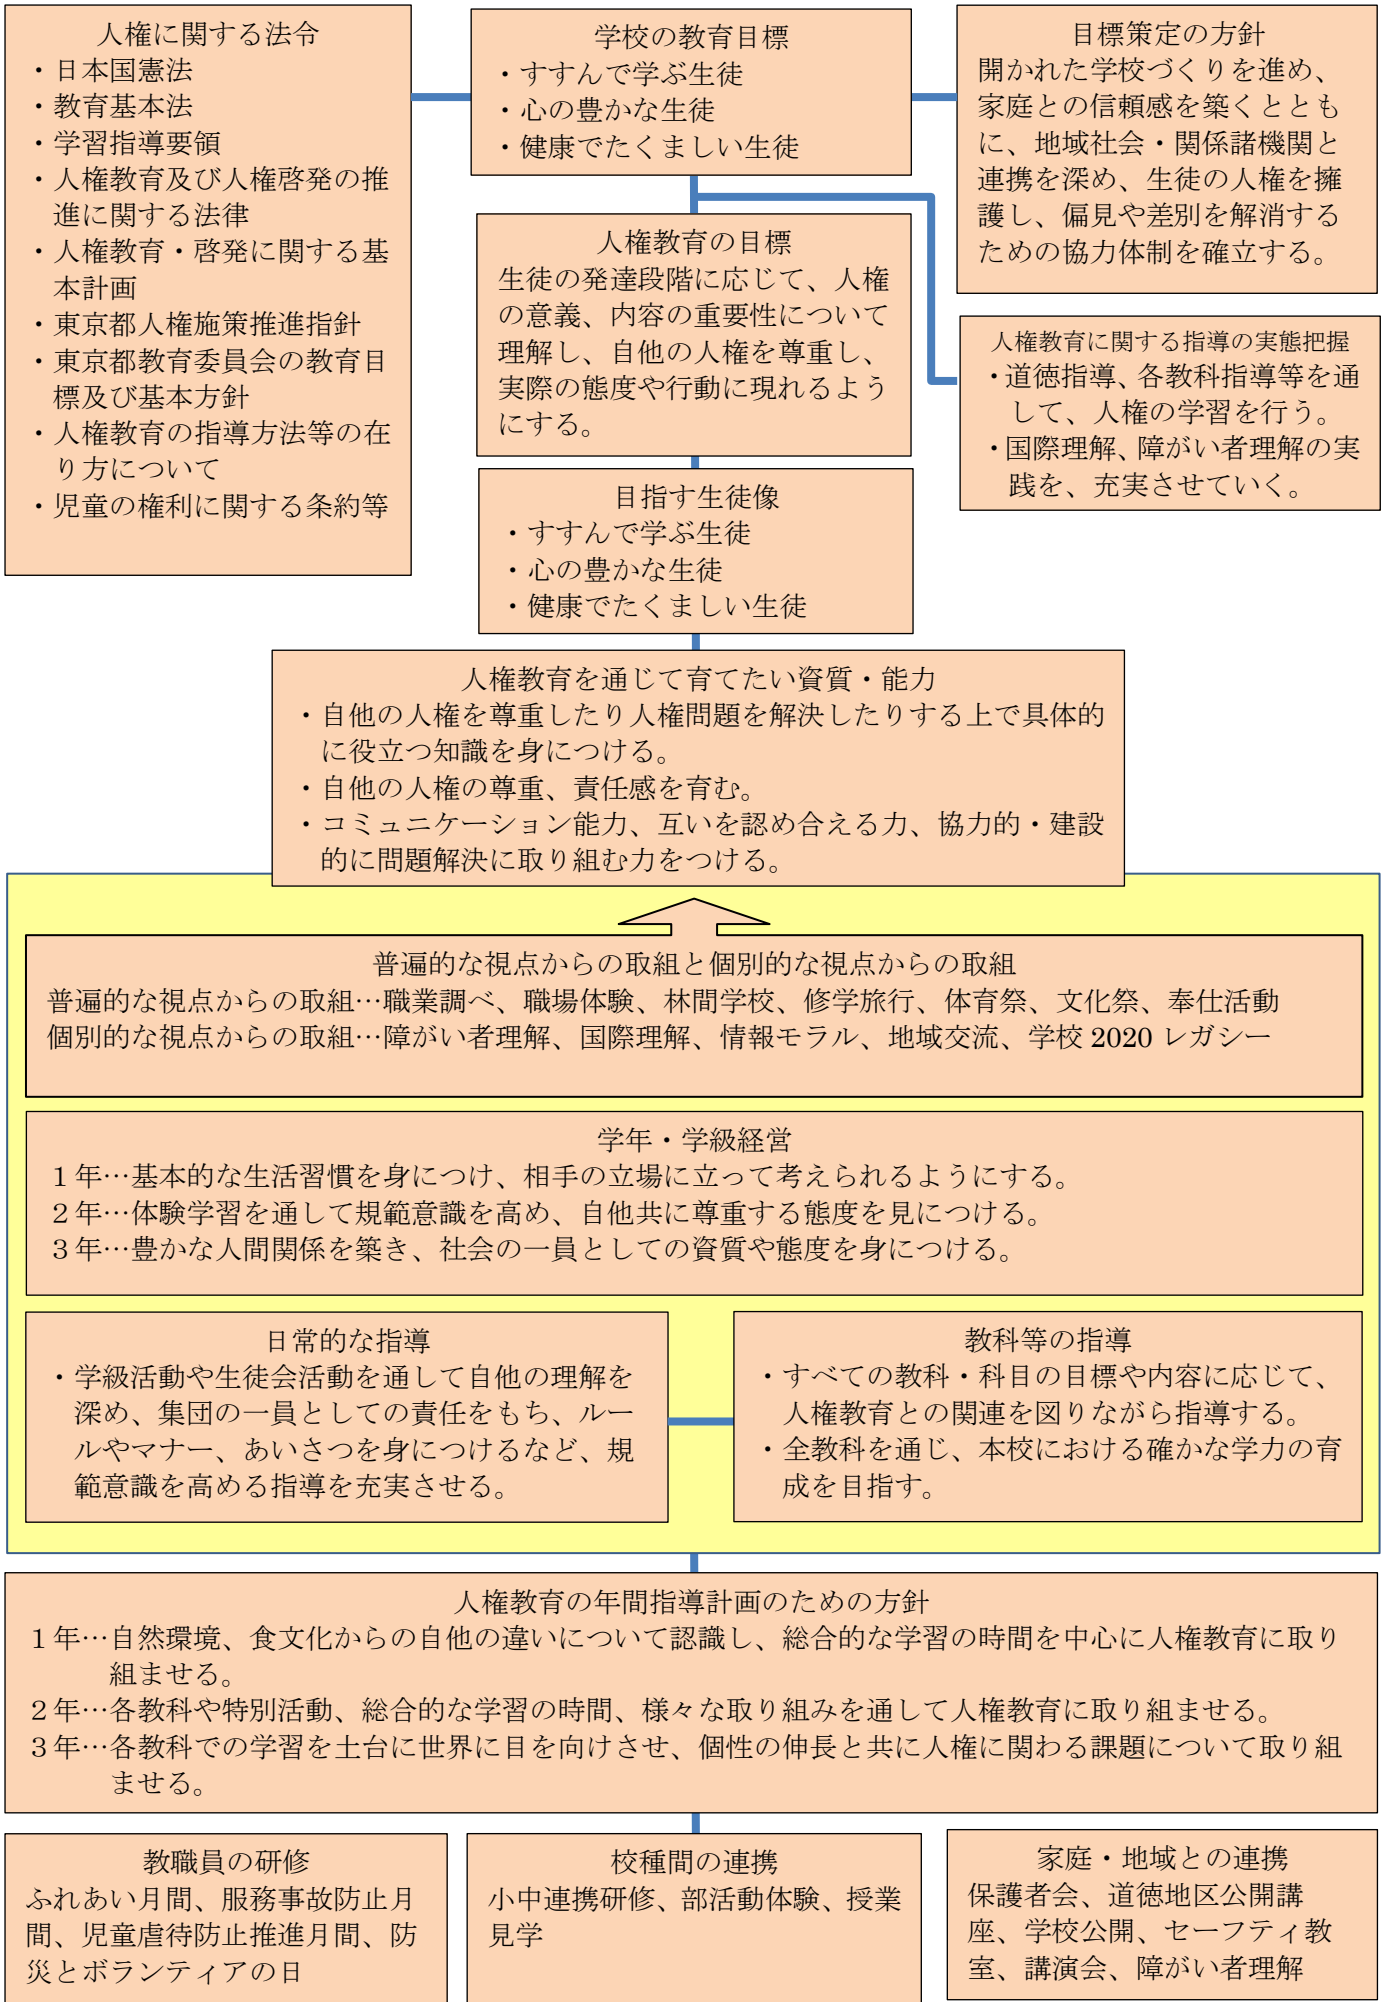 人権に関する法令
・日本国憲法
・教育基本法
・学習指導要領
・人権教育及び人権啓発の推
進に関する法律
・人権教育・啓発に関する基
本計画
・東京都人権施策推進指針
・東京都教育委員会の教育目
標及び基本方針
・人権教育の指導方法等の在
り方について
・児童の権利に関する条約等
学校の教育目標
・すすんで学ぶ生徒
・心の豊かな生徒
・健康でたくましい生徒
目標策定の方針
開かれた学校づくりを進め、
家庭との信頼感を築くととも
に、地域社会・関係諸機関と
連携を深め、生徒の人権を擁
護し、偏見や差別を解消する
ための協力体制を確立する。
人権教育の目標
生徒の発達段階に応じて、人権
の意義、内容の重要性について
理解し、自他の人権を尊重し、
実際の態度や行動に現れるよう
にする。
人権教育に関する指導の実態把握
・道徳指導、各教科指導等を通
して、人権の学習を行う。
・国際理解、障がい者理解の実
践を、充実させていく。
目指す生徒像
・すすんで学ぶ生徒
・心の豊かな生徒
・健康でたくましい生徒
人権教育を通じて育てたい資質・能力
・自他の人権を尊重したり人権問題を解決したりする上で具体的
に役立つ知識を身につける。
・自他の人権の尊重、責任感を育む。
・コミュニケーション能力、互いを認め合える力、協力的・建設
的に問題解決に取り組む力をつける。
普遍的な視点からの取組と個別的な視点からの取組
普遍的な視点からの取組…職業調べ、職場体験、林間学校、修学旅行、体育祭、文化祭、奉仕活動
個別的な視点からの取組…障がい者理解、国際理解、情報モラル、地域交流、学校 2020 レガシー
学年・学級経営
１年…基本的な生活習慣を身につけ、相手の立場に立って考えられるようにする。
２年…体験学習を通して規範意識を高め、自他共に尊重する態度を見につける。
３年…豊かな人間関係を築き、社会の一員としての資質や態度を身につける。
日常的な指導
・学級活動や生徒会活動を通して自他の理解を
深め、集団の一員としての責任をもち、ルー
ルやマナー、あいさつを身につけるなど、規
範意識を高める指導を充実させる。
教科等の指導
・すべての教科・科目の目標や内容に応じて、
人権教育との関連を図りながら指導する。
・全教科を通じ、本校における確かな学力の育
成を目指す。
人権教育の年間指導計画のための方針
１年…自然環境、食文化からの自他の違いについて認識し、総合的な学習の時間を中心に人権教育に取り
組ませる。
２年…各教科や特別活動、総合的な学習の時間、様々な取り組みを通して人権教育に取り組ませる。
３年…各教科での学習を土台に世界に目を向けさせ、個性の伸長と共に人権に関わる課題について取り組
ませる。
教職員の研修
ふれあい月間、服務事故防止月
間、児童虐待防止推進月間、防
災とボランティアの日
校種間の連携
小中連携研修、部活動体験、授業
見学
家庭・地域との連携
保護者会、道徳地区公開講
座、学校公開、セーフティ教
室、講演会、障がい者理解